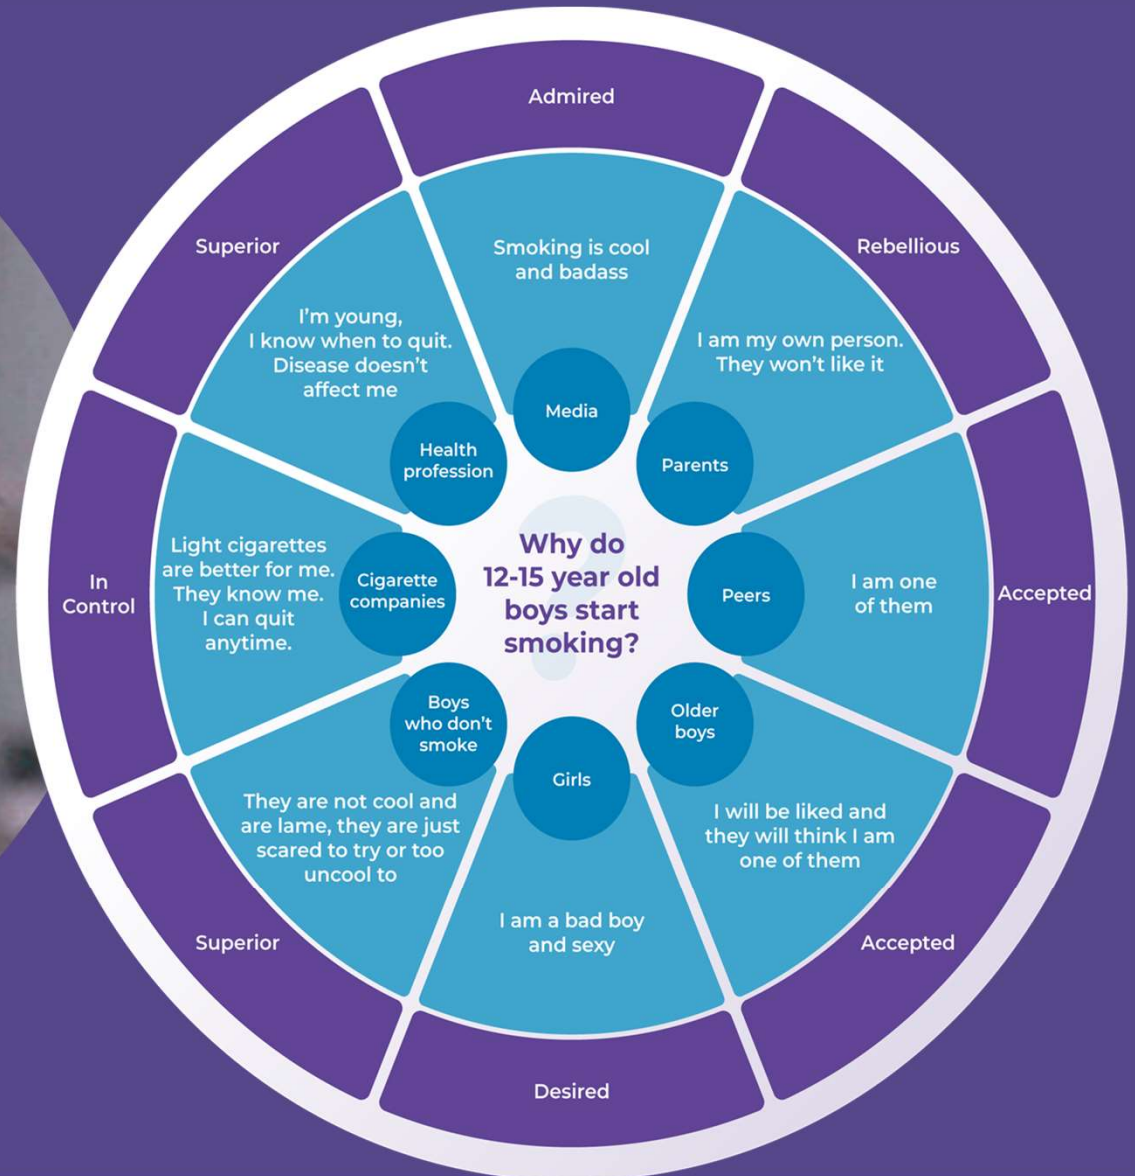 Why do
12-15 year old
boys start
smoking?
Media
Smoking is cool
and badass
Admired
Parents
I am my own person.
They won't like it
Rebellious
Peers
I am one
of them
Accepted
Older
boys
I will be liked and
they will think I am
one of them
Accepted
Girls
I am a bad boy
and sexy
Desired
Boys
who don't
smoke
They are not cool and
are lame, they are just
scared to try or too
uncool to
Superior
Cigarette
companies
Light cigarettes
are better for me.
They know me.
I can quit
anytime.
In
Control
Health
profession
I'm young,
I know when to quit.
Disease doesn't
affect me
Superior
?